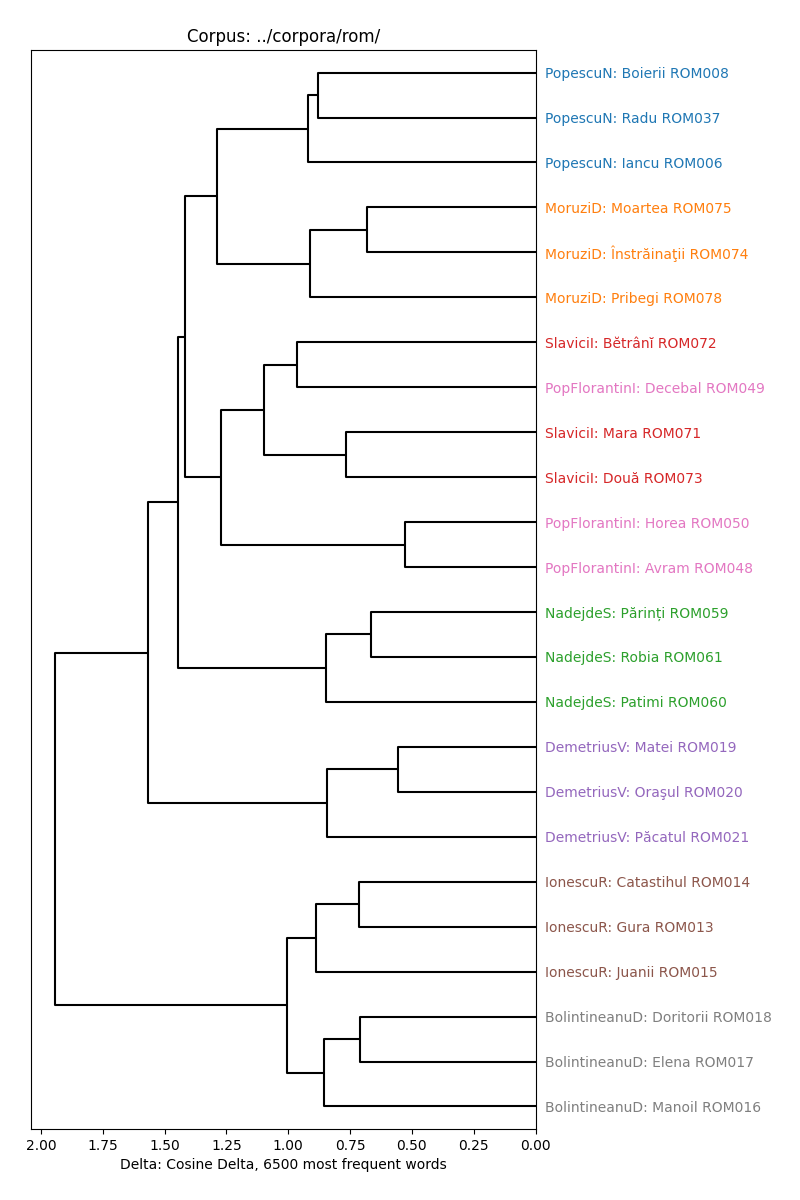 Corpus: ../corpora/rom/
PopescuN: Boierii ROM008
PopescuN: Radu ROM037
PopescuN: Iancu ROM006
MoruziD: Moartea ROM075
MoruziD: Înstrăinaţii ROM074
MoruziD: Pribegi ROM078
SlaviciI: Bĕtrânĭ ROM072
PopFlorantinI: Decebal ROM049
SlaviciI: Mara ROM071
SlaviciI: Două ROM073
PopFlorantinI: Horea ROM050
PopFlorantinI: Avram ROM048
NadejdeS: Părinți ROM059
NadejdeS: Robia ROM061
NadejdeS: Patimi ROM060
DemetriusV: Matei ROM019
DemetriusV: Oraşul ROM020
DemetriusV: Păcatul ROM021
IonescuR: Catastihul ROM014
IonescuR: Gura ROM013
IonescuR: Juanii ROM015
BolintineanuD: Doritorii ROM018
BolintineanuD: Elena ROM017
BolintineanuD: Manoil ROM016
2.00 1.75 1.50 1.25 1.00 0.75 0.50 0.25 0.00
Delta: Cosine Delta, 6500 most frequent words